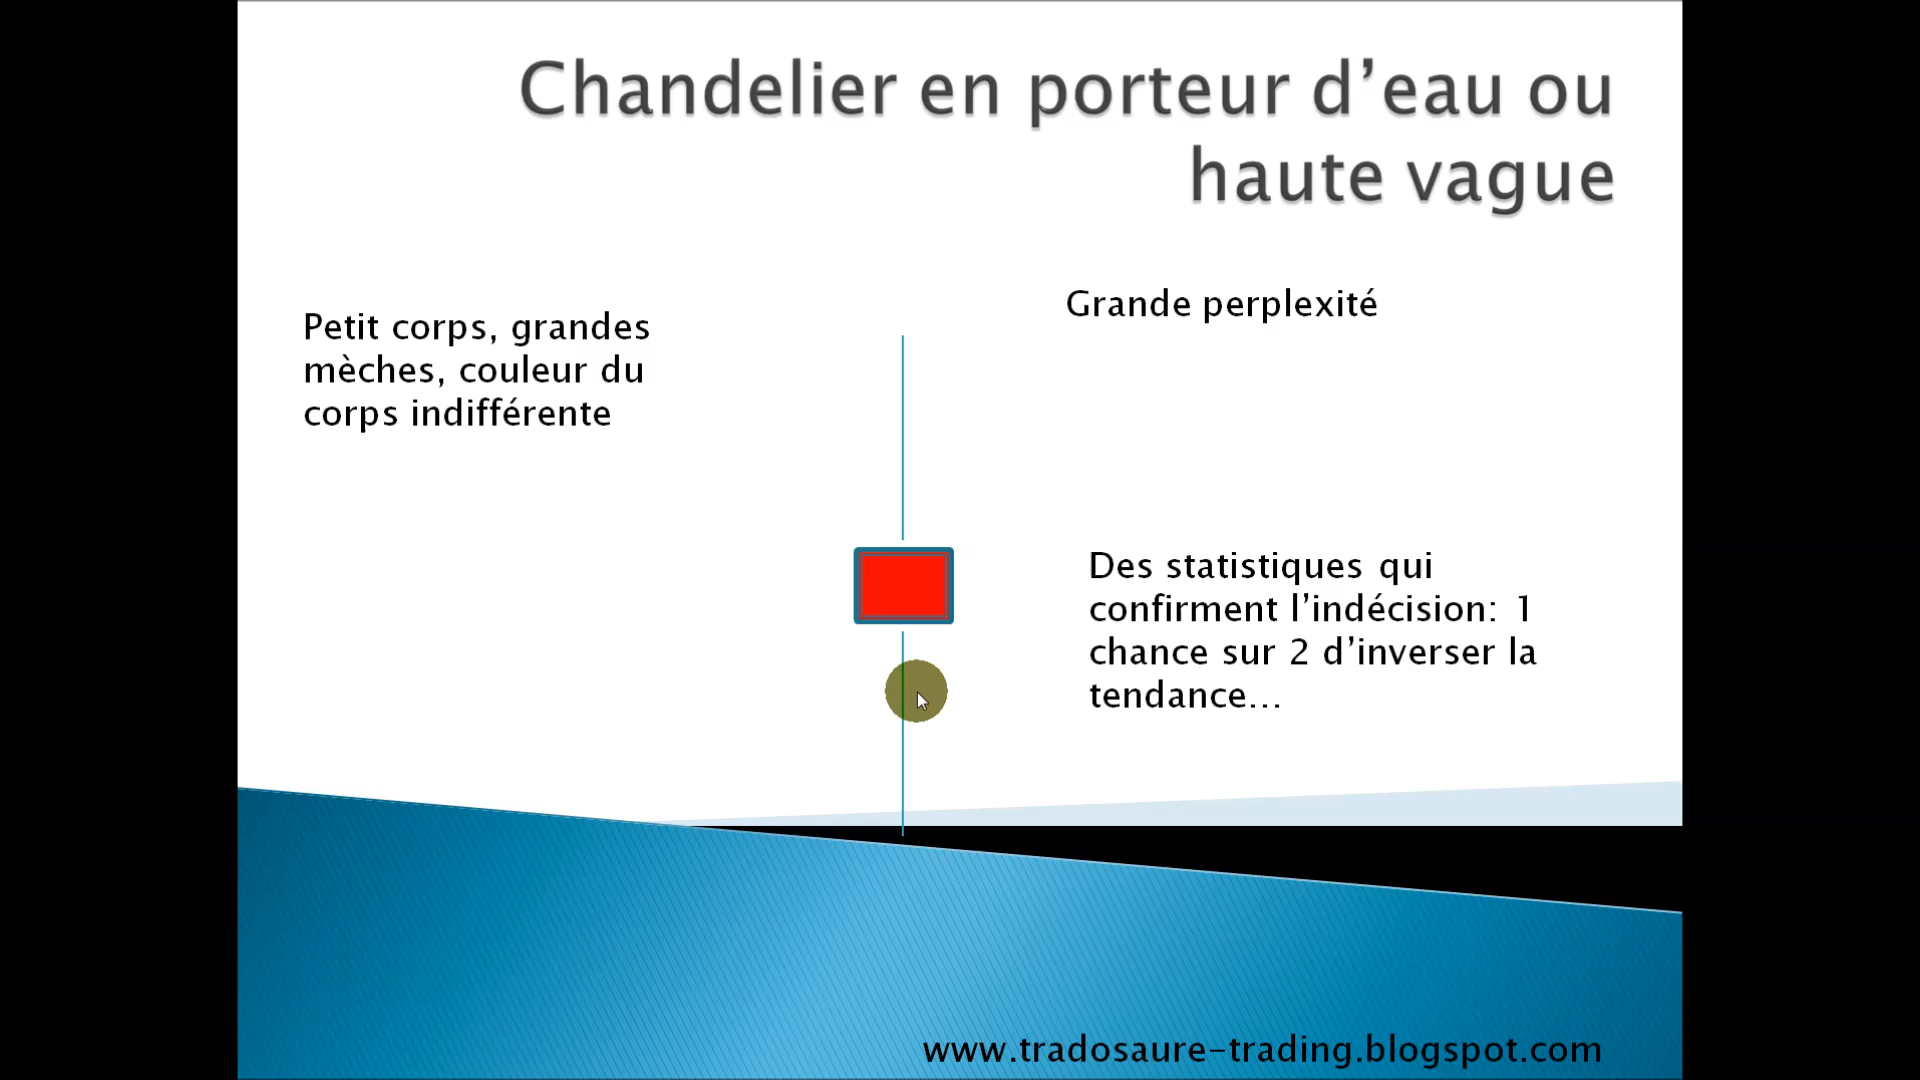 Chandelier en porteur d’eau ou
haute vague
Petit corps, grandes
mèches, couleur du
corps indifférente
Grande perplexité
Des statistiques qui
confirment l’indécision: 1
chance sur 2 d’inverser la
tendance...
www.tradosaure-trading.blogspot.com